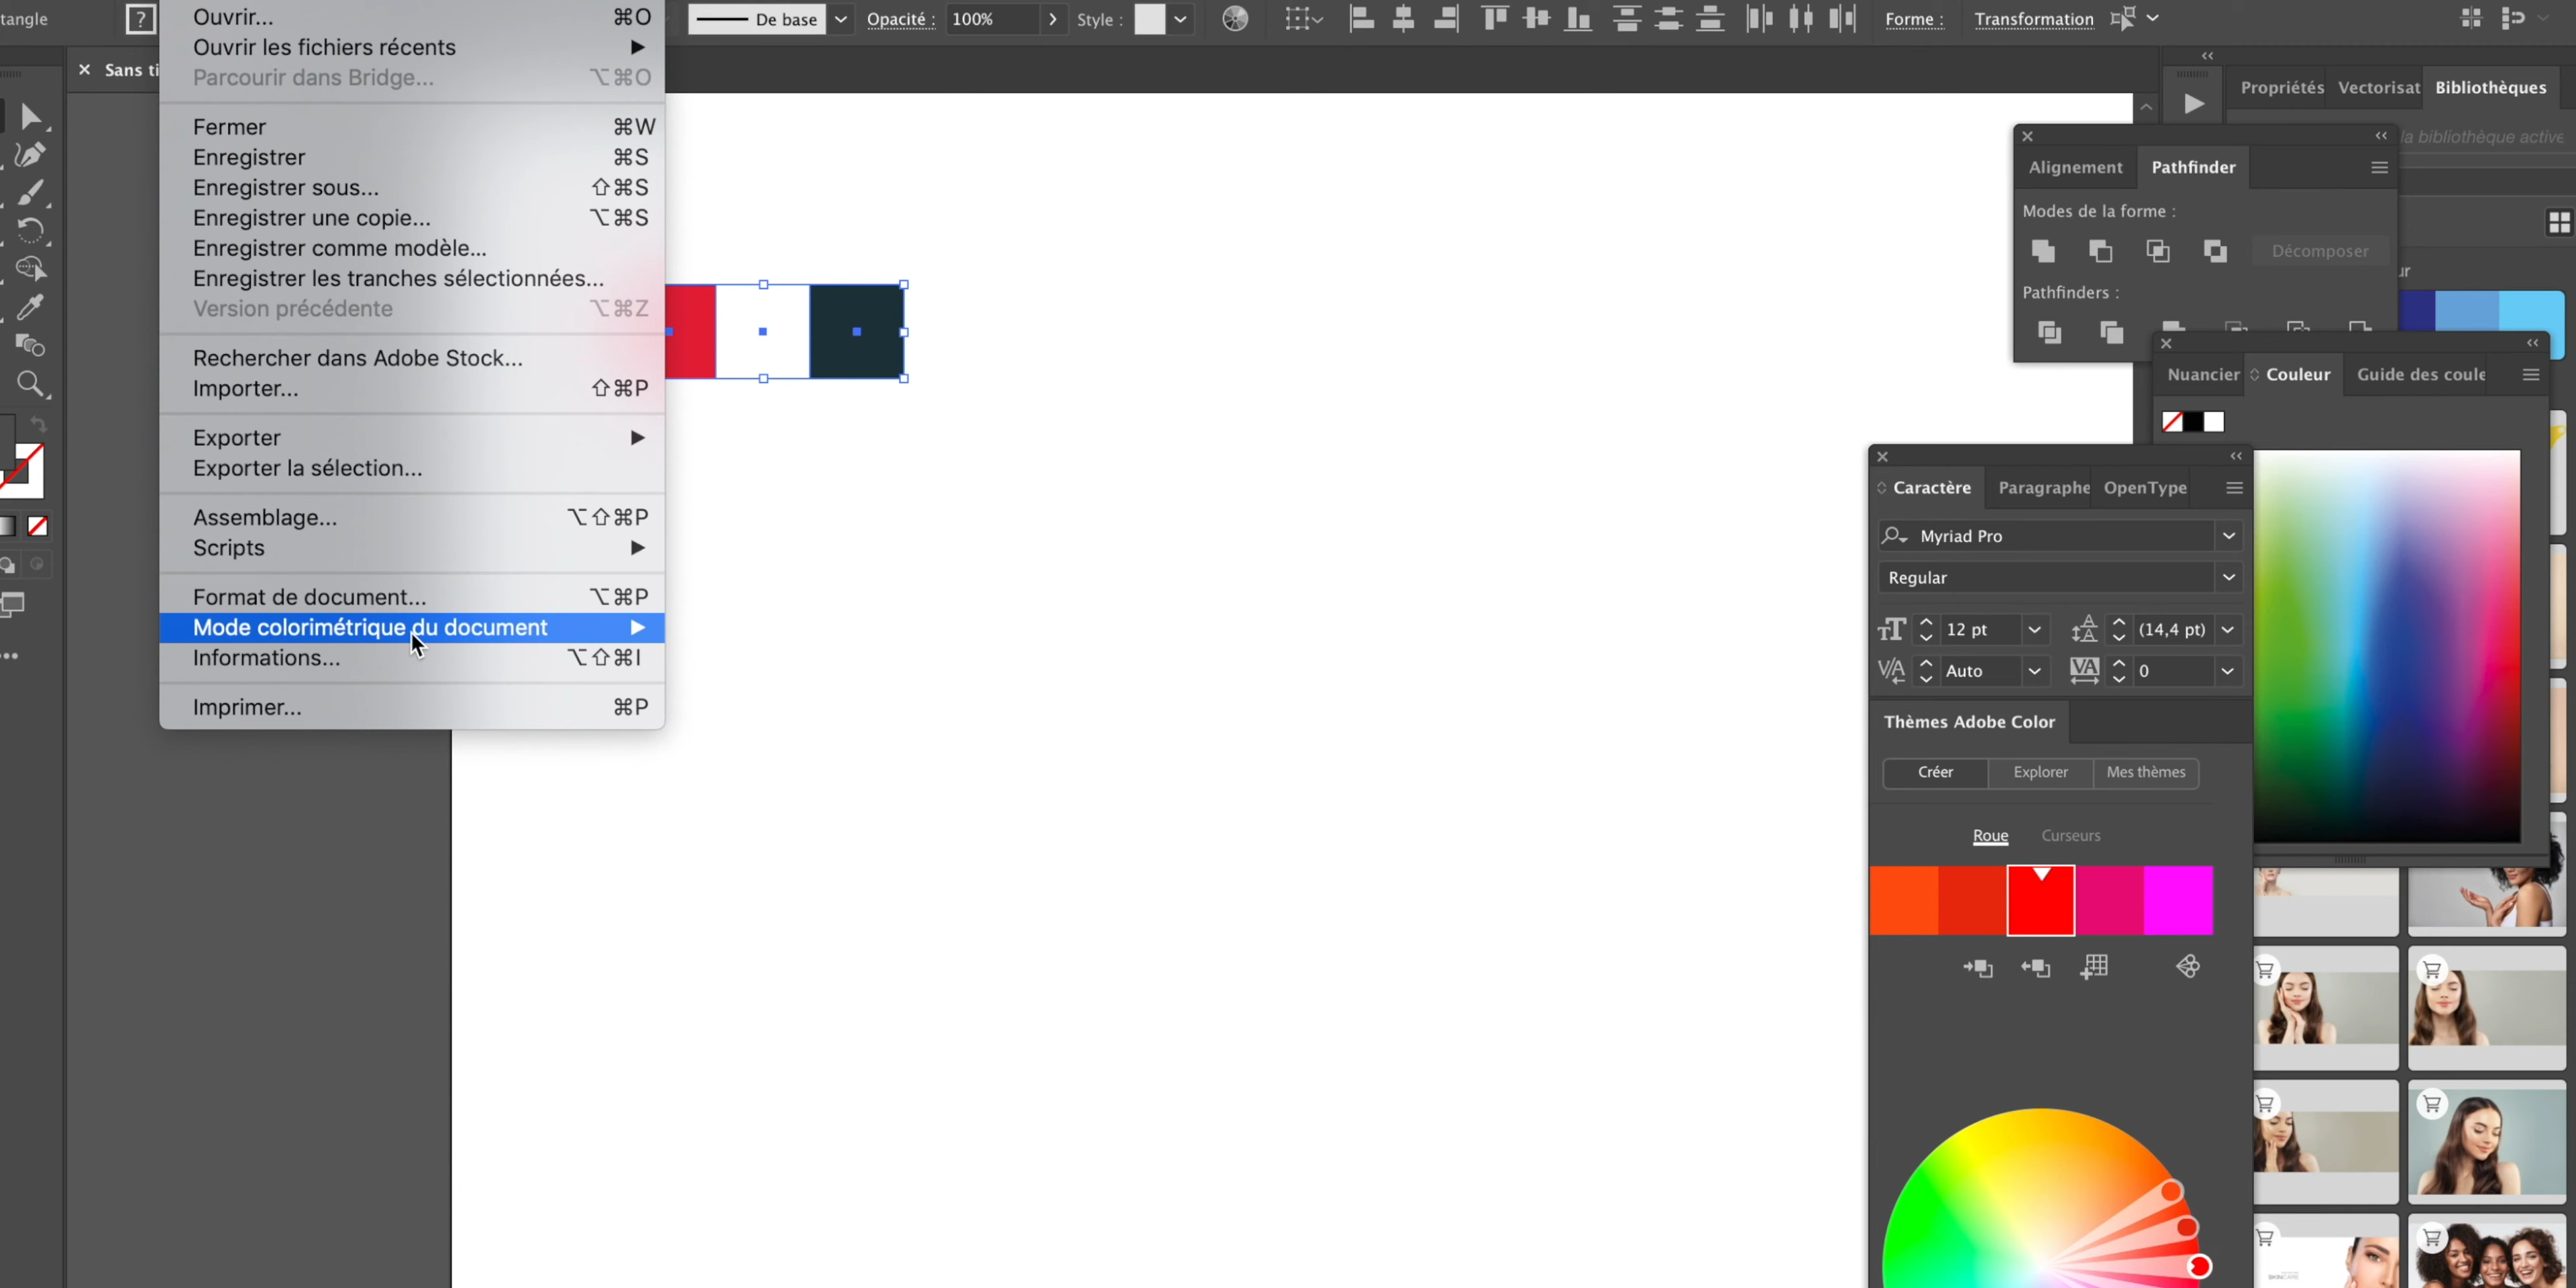 tangle
?
De base
Opacité :
100%
Style :
Forme :
Transformation
Sans ti
Ouvrir... ⌘O
Ouvrir les fichiers récents
Parcourir dans Bridge... ⌥⌘O
Fermer ⌘W
Enregistrer ⌘S
Enregistrer sous... ⇧⌘S
Enregistrer une copie... ⌥⌘S
Enregistrer comme modèle...
Enregistrer les tranches sélectionnées...
Version précédente ⌥⌘Z
Rechercher dans Adobe Stock...
Importer... ⇧⌘P
Exporter
Exporter la sélection...
Assemblage... ⌥⇧⌘P
Scripts
Format de document... ⌥⌘P
Mode colorimétrique du document
Informations... ⌥⇧⌘I
Imprimer... ⌘P
Propriétés Vectorisat Bibliothèques
la bibliothèque active
Alignement Pathfinder
Modes de la forme :
Décomposer
ur
Pathfinders :
Nuancier Couleur Guide des coule
Caractère Paragraphe OpenType
Myriad Pro
Regular
12 pt (14,4 pt)
Auto 0
Thèmes Adobe Color
Créer Explorer Mes thèmes
Roue Curseurs